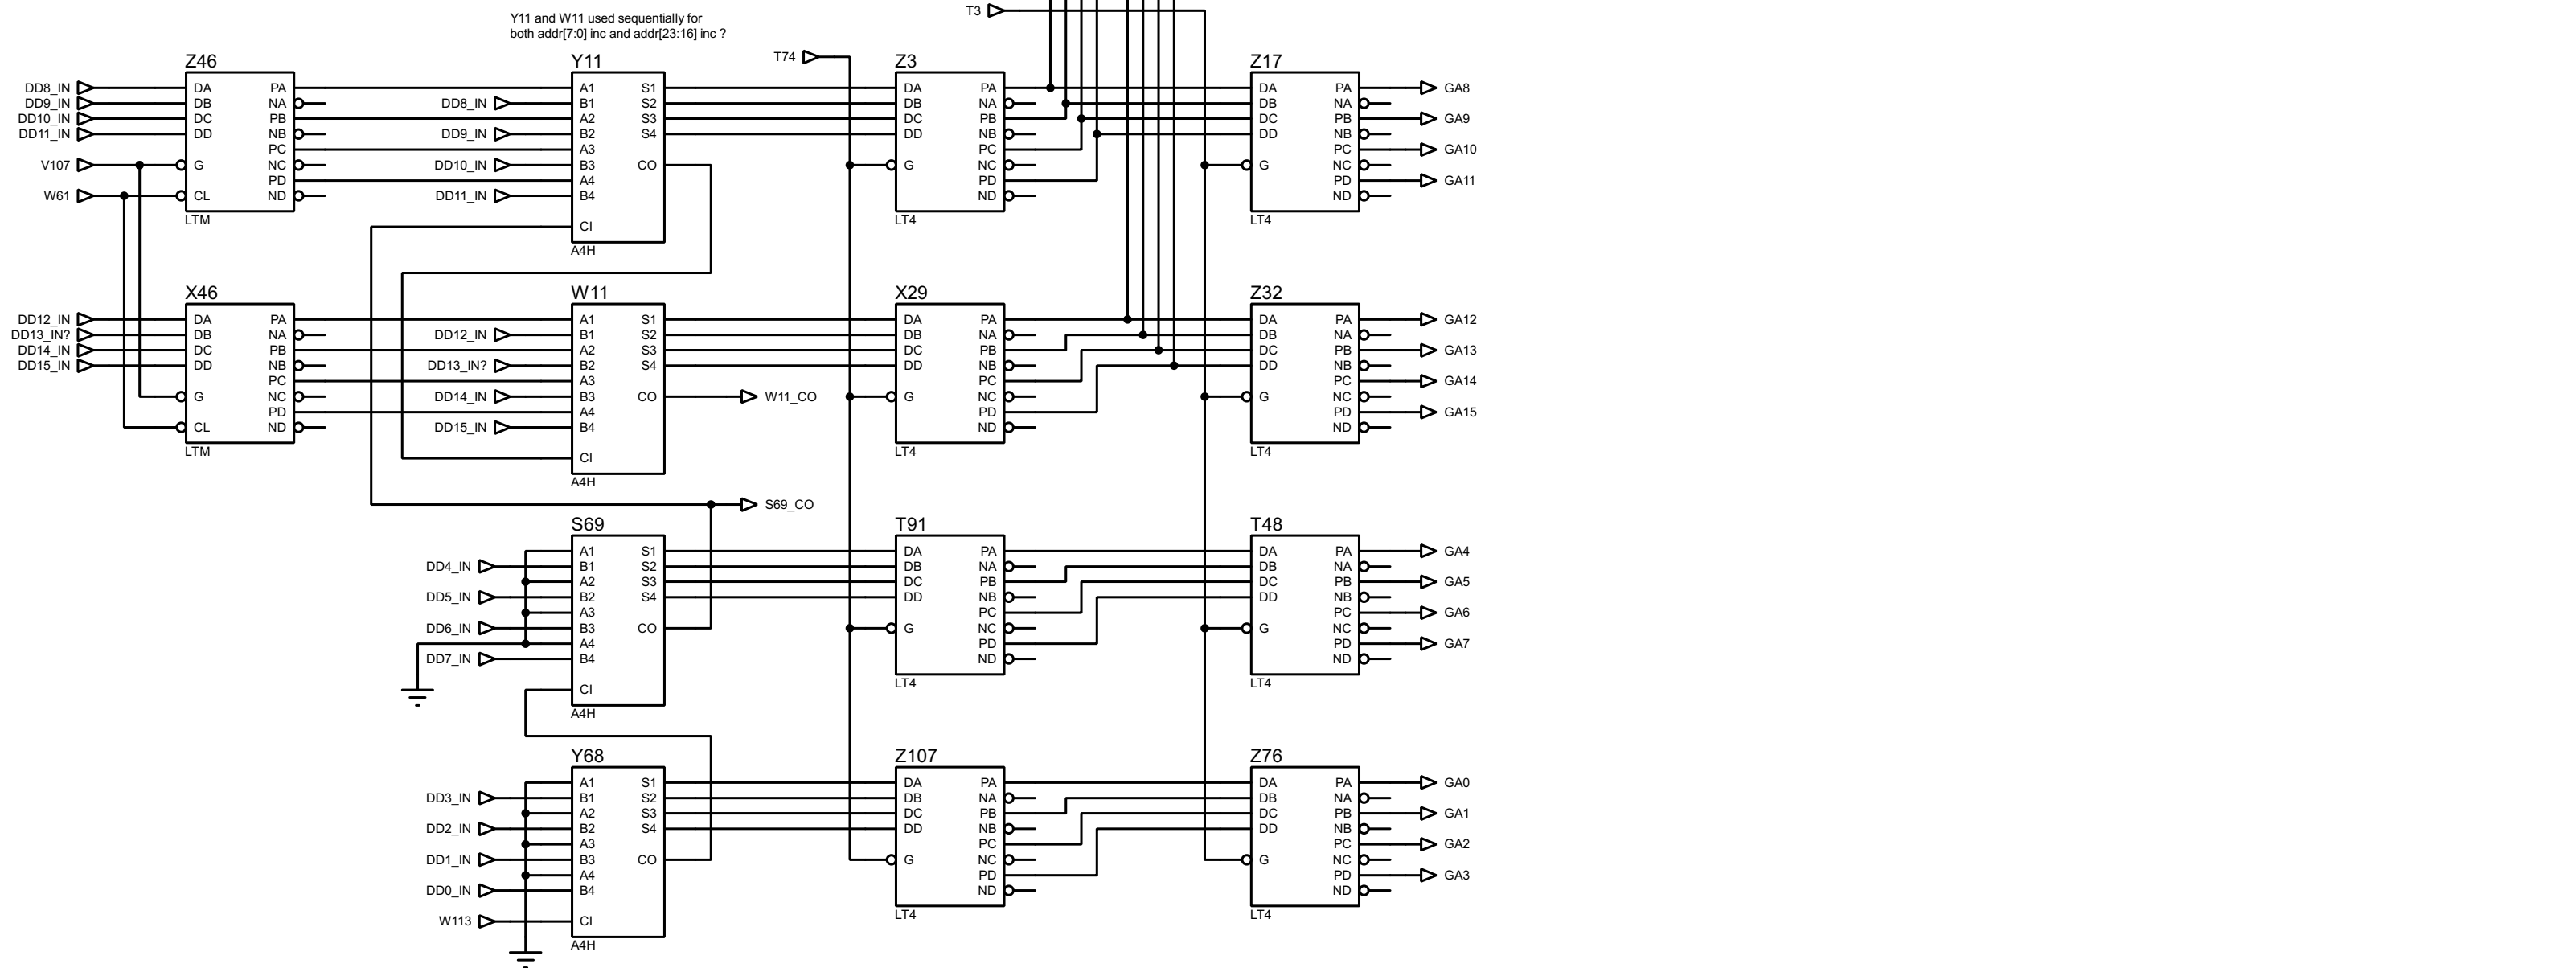 T3
Y11 and W11 used sequentially for
both addr[7:0] inc and addr[23:16] inc ?
T74
Z46 Y11 Z3 Z17
DD8_IN DA PA A1 S1 DA PA DA PA GA8
DD9_IN DB NA DD8_IN B1 S2 DB NA DB NA
DD10_IN DC PB A2 S3 DC PB DC PB GA9
DD11_IN DD NB DD9_IN B2 S4 DD NB DD NB
PC A3 PC PC GA10
V107 G NC DD10_IN B3 CO G NC G NC
PD A4 PD PD GA11
W61 CL ND DD11_IN B4 ND ND
LTM LT4 LT4
CI
A4H
X46 W11 X29 Z32
DD12_IN DA PA A1 S1 DA PA DA PA GA12
DD13_IN? DB NA DD12_IN B1 S2 DB NA DB NA
DD14_IN DC PB A2 S3 DC PB DC PB GA13
DD15_IN DD NB DD13_IN? B2 S4 DD NB DD NB
PC A3 PC PC GA14
G NC DD14_IN B3 CO W11_CO G NC G NC
PD A4 PD PD GA15
CL ND DD15_IN B4 ND ND
LTM LT4 LT4
CI
A4H
S69_CO
S69 T91 T48
A1 S1 DA PA DA PA GA4
DD4_IN B1 S2 DB NA DB NA
A2 S3 DC PB DC PB GA5
DD5_IN B2 S4 DD NB DD NB
A3 PC PC GA6
DD6_IN B3 CO G NC G NC
A4 PD PD GA7
DD7_IN B4 ND ND
LT4 LT4
CI
A4H
Y68 Z107 Z76
A1 S1 DA PA DA PA GA0
DD3_IN B1 S2 DB NA DB NA
A2 S3 DC PB DC PB GA1
DD2_IN B2 S4 DD NB DD NB
A3 PC PC GA2
DD1_IN B3 CO G NC G NC
A4 PD PD GA3
DD0_IN B4 ND ND
LT4 LT4
W113 CI
A4H